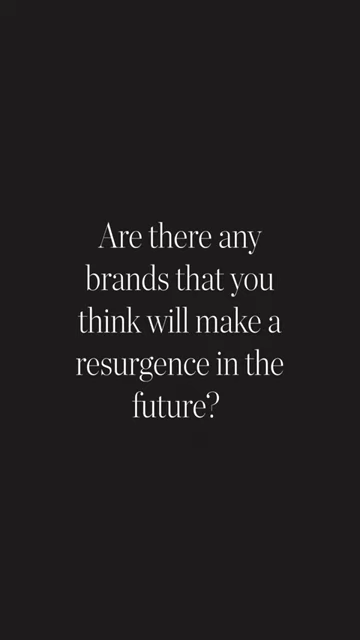 Are there any
brands that you
think will make a
resurgence in the
future?